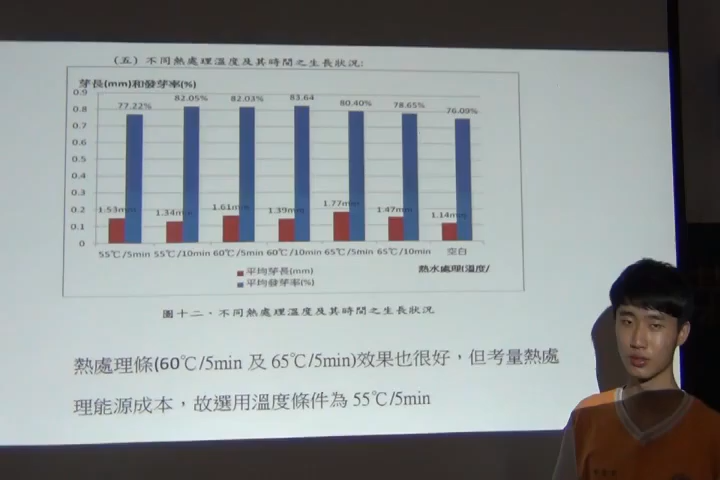 (五) 不同熱處理溫度及其時間之生長狀況:
芽長(mm)和發芽率(%)
0.9
0.8
0.7
0.6
0.5
0.4
0.3
0.2
0.1
0
77.22% 82.05% 82.03% 83.64 80.40% 78.65% 76.09%
1.53mm 1.34mm 1.61mm 1.39mm 1.77mm 1.47mm 1.14mm
55℃/5min 55℃/10min 60℃/5min 60℃/10min 65℃/5min 65℃/10min 空白
熱水處理(溫度/
平均芽長(mm)
平均發芽率(%)
圖十二、不同熱處理溫度及其時間之生長狀況
熱處理條(60℃/5min 及 65℃/5min)效果也很好，但考量熱處
理能源成本，故選用溫度條件為 55℃/5min